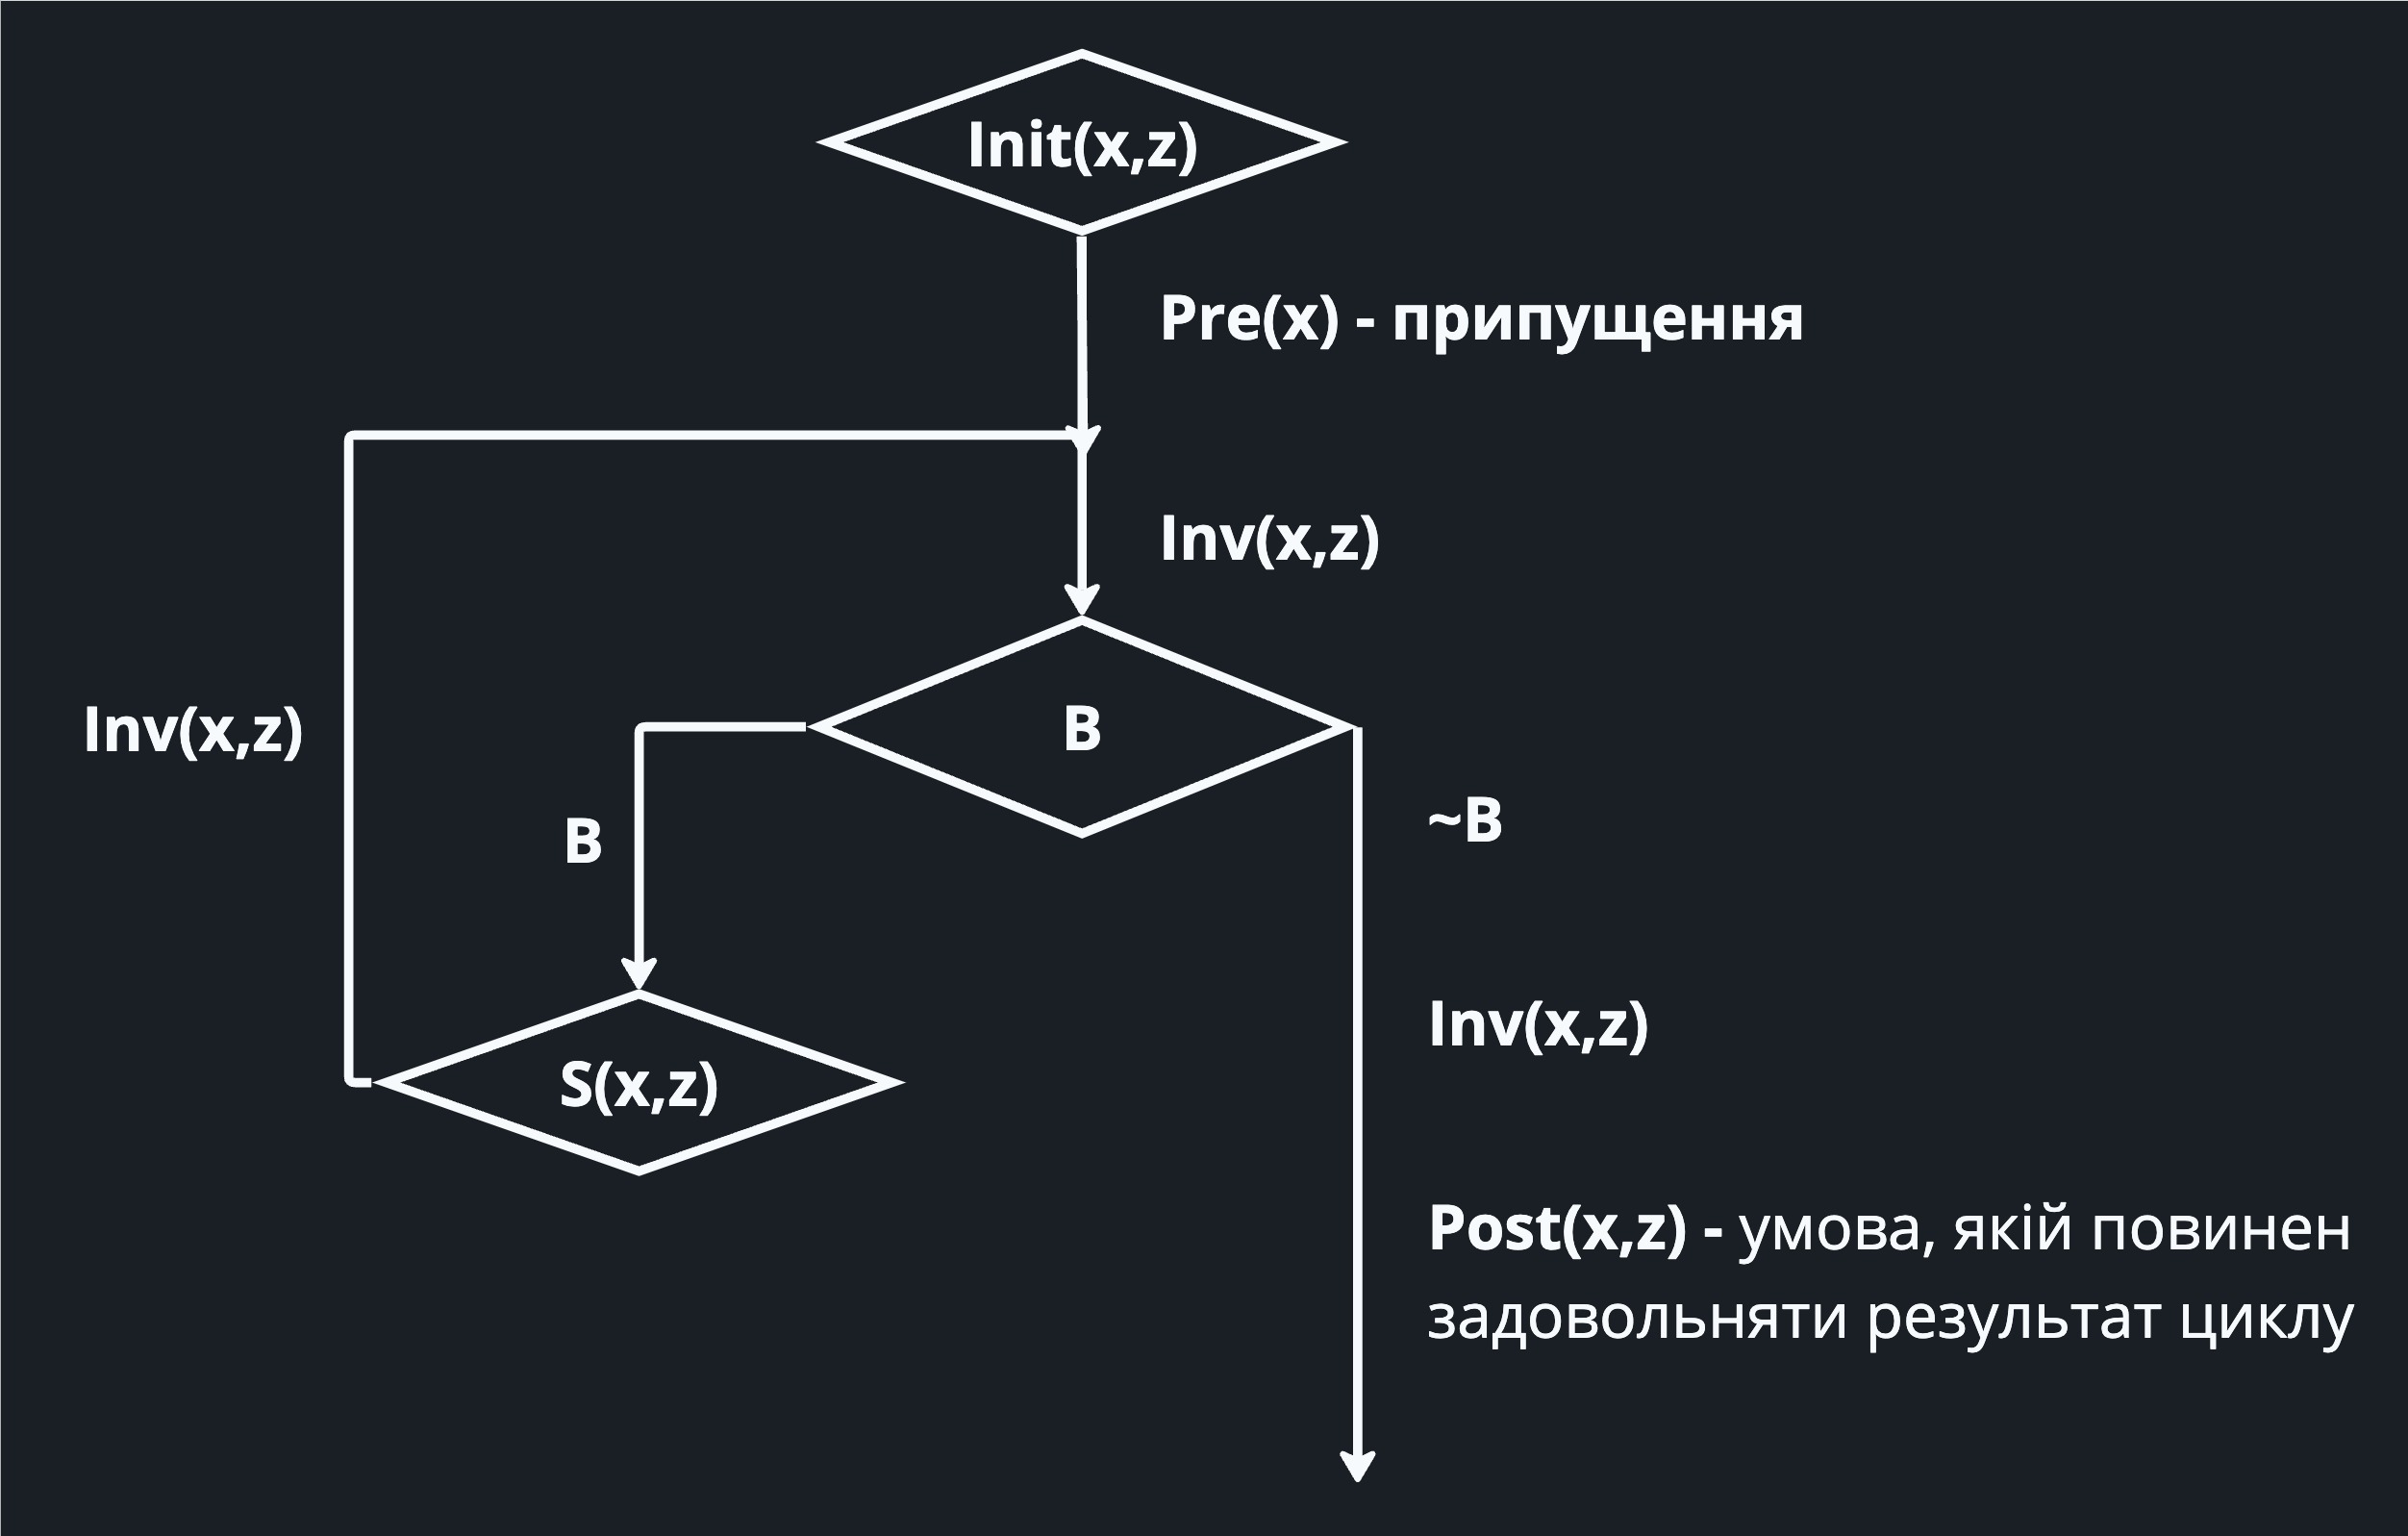 Init(x,z)
Pre(x) - припущення
Inv(x,z)
B
Inv(x,z)
B
~B
Inv(x,z)
S(x,z)
Post(x,z) - умова, якій повинен
задовольняти результат циклу